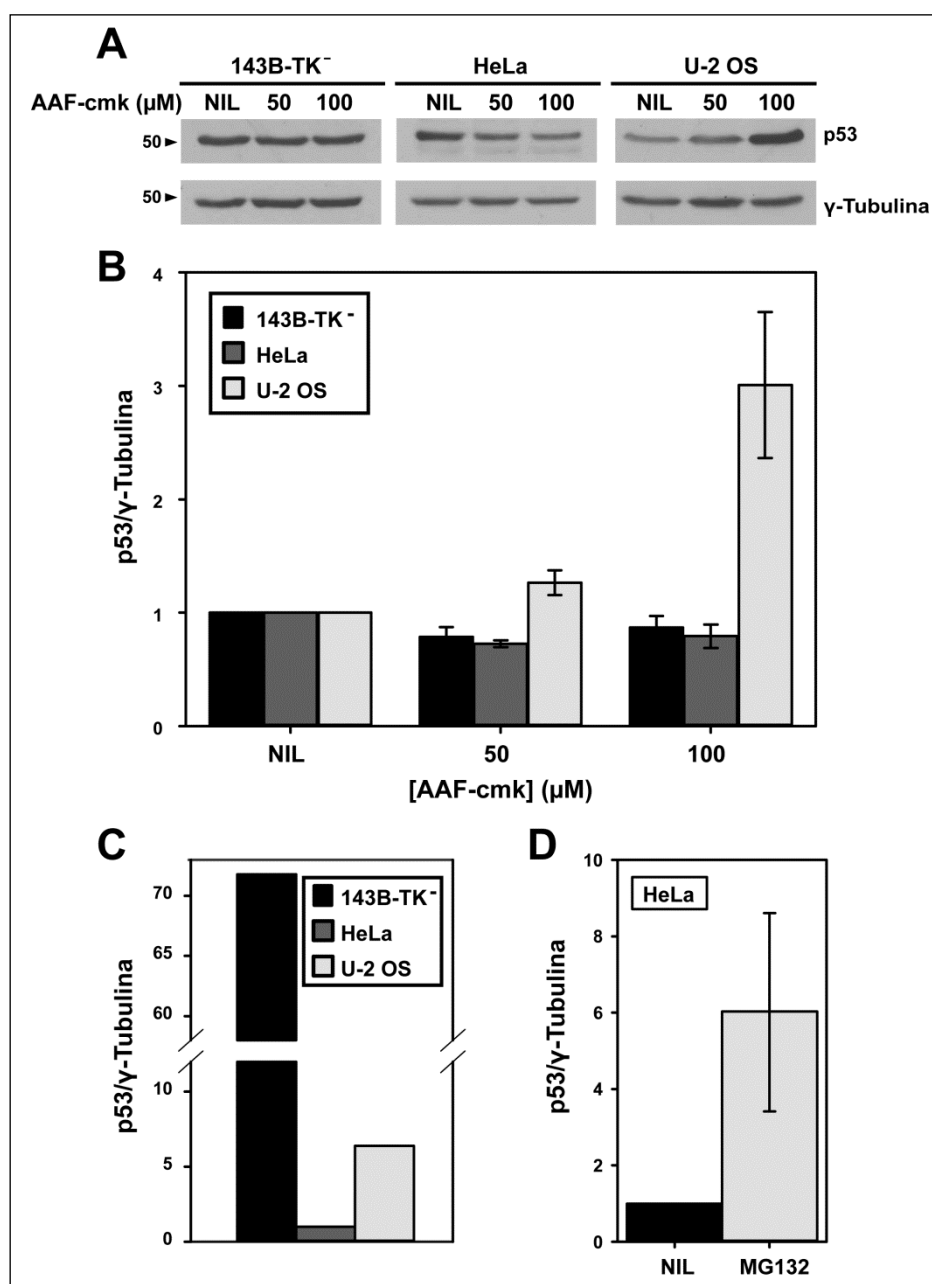 A
143B-TK⁻ HeLa U-2 OS
AAF-cmk (µM) NIL 50 100 NIL 50 100 NIL 50 100
50 p53
50 γ-Tubulina
B
4
3
2
1
0
p53/γ-Tubulina
143B-TK⁻
HeLa
U-2 OS
NIL 50 100
[AAF-cmk] (µM)
C
70
65
60
10
5
0
p53/γ-Tubulina
143B-TK⁻
HeLa
U-2 OS
D
10
8
6
4
2
0
p53/γ-Tubulina
HeLa
NIL MG132